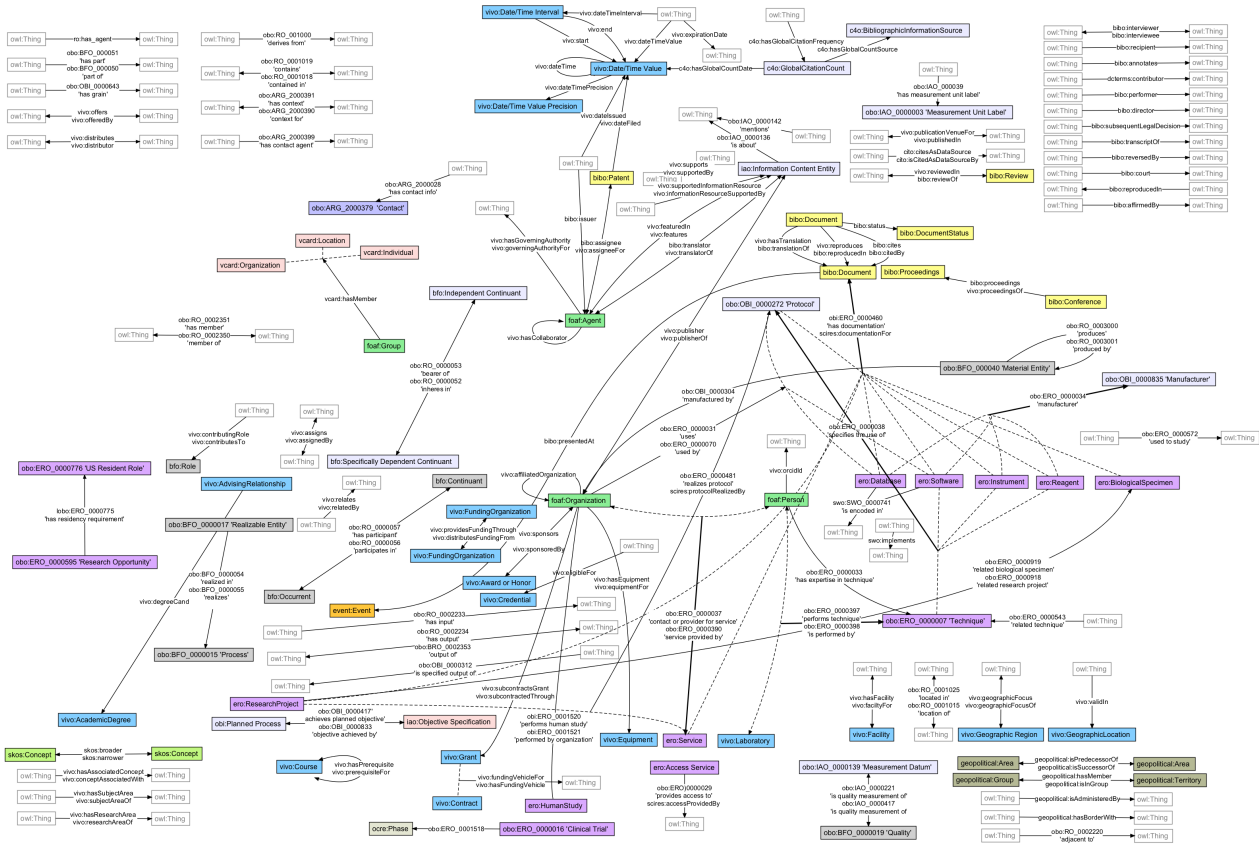 owl:Thing
ro:has_agent
owl:Thing
owl:Thing
obo:BFO_000051
'has part'
obo:BFO_000050
'part of'
owl:Thing
owl:Thing
obo:OBI_0000643
'has grain'
owl:Thing
owl:Thing
vivo:offers
vivo:offeredBy
owl:Thing
owl:Thing
vivo:distributes
vivo:distributor
owl:Thing
owl:Thing
obo:RO_001000
'derives from'
owl:Thing
owl:Thing
obo:RO_0001019
'contains'
obo:RO_0001018
'contained in'
owl:Thing
owl:Thing
obo:ARG_2000391
'has context'
obo:ARG_2000390
'context for'
owl:Thing
owl:Thing
obo:ARG_2000399
'has contact agent'
owl:Thing
vivo:Date/Time Interval
vivo:dateTimeInterval
owl:Thing
vivo:start
vivo:end
vivo:dateTimeValue
vivo:expirationDate
owl:Thing
vivo:dateTime
vivo:Date/Time Value
c4o:hasGlobalCountDate
c4o:GlobalCitationCount
c4o:hasGlobalCitationFrequency
owl:Thing
c4o:hasGlobalCountSource
c4o:BibliographicInformationSource
vivo:dateTimePrecision
vivo:Date/Time Value Precision
vivo:dateIssued
vivo:dateFiled
owl:Thing
obo:IAO_000039
'has measurement unit label'
obo:IAO_0000003 'Measurement Unit Label'
owl:Thing
vivo:publicationVenueFor
vivo:publishedIn
owl:Thing
owl:Thing
cito:citesAsDataSource
cito:isCitedAsDataSourceBy
owl:Thing
owl:Thing
vivo:reviewedIn
bibo:reviewOf
bibo:Review
owl:Thing
bibo:interviewer
bibo:interviewee
owl:Thing
owl:Thing
bibo:recipient
owl:Thing
owl:Thing
bibo:annotates
owl:Thing
owl:Thing
dcterms:contributor
owl:Thing
owl:Thing
bibo:performer
owl:Thing
owl:Thing
bibo:director
owl:Thing
owl:Thing
bibo:subsequentLegalDecision
owl:Thing
owl:Thing
bibo:transcriptOf
owl:Thing
owl:Thing
bibo:reversedBy
owl:Thing
owl:Thing
bibo:court
owl:Thing
owl:Thing
bibo:reproducedIn
owl:Thing
owl:Thing
bibo:affirmedBy
owl:Thing
owl:Thing
obo:IAO_0000142
'mentions'
obo:IAO_0000136
'is about'
owl:Thing
iao:Information Content Entity
owl:Thing
vivo:supports
vivo:supportedBy
owl:Thing
vivo:supportedInformationResource
vivo:informationResourceSupportedBy
owl:Thing
owl:Thing
bibo:Patent
bibo:issuer
bibo:assignee
vivo:assigneeFor
vivo:featuredIn
vivo:features
bibo:translator
vivo:translatorOf
owl:Thing
vivo:hasGoverningAuthority
vivo:governingAuthorityFor
obo:ARG_2000028
'has contact info'
owl:Thing
obo:ARG_2000379 'Contact'
vcard:Location
vcard:Individual
vcard:Organization
vcard:hasMember
foaf:Group
bfo:Independent Continuant
obo:RO_0000053
'bearer of'
obo:RO_0000052
'inheres in'
bfo:Specifically Dependent Continuant
foaf:Agent
vivo:hasCollaborator
vivo:publisher
vivo:publisherOf
bibo:Document
bibo:status
bibo:DocumentStatus
vivo:hasTranslation
bibo:translationOf
vivo:reproduces
bibo:reproducedIn
bibo:cites
bibo:citedBy
bibo:Document
bibo:Proceedings
bibo:proceedings
vivo:proceedingsOf
bibo:Conference
obo:OBI_0000272 'Protocol'
obo:ERO_0000460
'has documentation'
scires:documentationFor
obo:RO_0003000
'produces'
obo:RO_0003001
'produced by'
obo:BFO_000040 'Material Entity'
obo:OBI_0000835 'Manufacturer'
obo:ERO_0000034
'manufacturer'
obo:OBI_0000304
'manufactured by'
owl:Thing
obo:RO_0002351
'has member'
obo:RO_0002350
'member of'
owl:Thing
owl:Thing
vivo:contributingRole
vivo:contributesTo
bfo:Role
owl:Thing
vivo:assigns
vivo:assignedBy
owl:Thing
obo:ERO_0000776 'US Resident Role'
lobo:ERO_0000775
'has residency requirement'
obo:ERO_0000595 'Research Opportunity'
vivo:AdvisingRelationship
vivo:degreeCand
vivo:AcademicDegree
owl:Thing
vivo:relates
vivo:relatedBy
owl:Thing
obo:BFO_0000017 'Realizable Entity'
obo:BFO_0000054
'realized in'
obo:BFO_0000055
'realizes'
obo:BFO_0000015 'Process'
bfo:Continuant
obo:RO_0000057
'has participant'
obo:RO_0000056
'participates in'
bfo:Occurrent
event:Event
bibo:presentedAt
obo:ERO_0000031
'uses'
obo:ERO_0000070
'used by'
obo:ERO_0000038
'specifies the use of'
owl:Thing
obo:ERO_0000572
'used to study'
owl:Thing
vivo:affiliatedOrganization
foaf:Organization
obo:ERO_0000481
'realizes protocol'
scires:protocolRealizedBy
owl:Thing
vivo:orcidId
foaf:Person
ero:Database
ero:Software
ero:Instrument
ero:Reagent
ero:BiologicalSpecimen
swo:SWO_0000741
'is encoded in'
owl:Thing
swo:implements
owl:Thing
vivo:FundingOrganization
vivo:providesFundingThrough
vivo:distributesFundingFrom
vivo:FundingOrganization
vivo:sponsors
vivo:sponsoredBy
vivo:Award or Honor
vivo:eligibleFor
owl:Thing
vivo:Credential
vivo:hasEquipment
vivo:equipmentFor
obo:ERO_0000033
'has expertise in technique'
obo:ERO_0000919
'related biological specimen'
obo:ERO_0000918
'related research project'
obo:ERO_0000397
'performs technique'
obo:ERO_0000398
'is performed by'
obo:ERO_0000007 'Technique'
obo:ERO_0000543
'related technique'
owl:Thing
obo:ERO_0000037
'contact or provider for service'
obo:ERO_0000390
'service provided by'
owl:Thing
obo:RO_0002233
'has input'
owl:Thing
owl:Thing
obo:RO_0002234
'has output'
obo:BRO_0002353
'output of'
owl:Thing
owl:Thing
obo:OBI_0000312
'is specified output of'
owl:Thing
ero:ResearchProject
obi:Planned Process
obo:OBI_0000417'
achieves planned objective'
obo:OBI_0000833
'objective achieved by'
iao:Objective Specification
vivo:subcontractsGrant
vivo:subcontractedThrough
obi:ERO_0001520
'performs human study'
obo:ERO_0001521
'performed by organization'
vivo:Equipment
ero:Service
vivo:Laboratory
owl:Thing
vivo:hasFacility
vivo:facilityFor
vivo:Facility
owl:Thing
obo:RO_0001025
'located in'
obo:RO_0001015
'location of'
owl:Thing
owl:Thing
vivo:geographicFocus
vivo:geographicFocusOf
vivo:Geographic Region
owl:Thing
vivo:validIn
vivo:GeographicLocation
skos:Concept
skos:broader
skos:narrower
skos:Concept
owl:Thing
vivo:hasAssociatedConcept
vivo:conceptAssociatedWith
owl:Thing
owl:Thing
vivo:hasSubjectArea
vivo:subjectAreaOf
owl:Thing
owl:Thing
vivo:hasResearchArea
vivo:researchAreaOf
owl:Thing
vivo:Course
vivo:hasPrerequisite
vivo:prerequisiteFor
vivo:Grant
vivo:fundingVehicleFor
vivo:hasFundingVehicle
owl:Thing
vivo:Contract
ero:HumanStudy
ocre:Phase
obo:ERO_0001518
obo:ERO_0000016 'Clinical Trial'
ero:Access Service
obo:ERO)0000029
'provides access to'
scires:accessProvidedBy
owl:Thing
obo:IAO_0000139 'Measurement Datum'
obo:IAO_0000221
'is quality measurement of'
obo:IAO_0000417
'is quality measurement of'
obo:BFO_0000019 'Quality'
geopolitical:Area
geopolitical:isPredecessorOf
geopolitical:isSuccessorOf
geopolitical:Area
geopolitical:Group
geopolitical:hasMember
geopolitical:isInGroup
geopolitical:Territory
owl:Thing
geopolitical:isAdministeredBy
owl:Thing
owl:Thing
geopolitical:hasBorderWith
owl:Thing
owl:Thing
obo:RO_0002220
'adjacent to'
owl:Thing